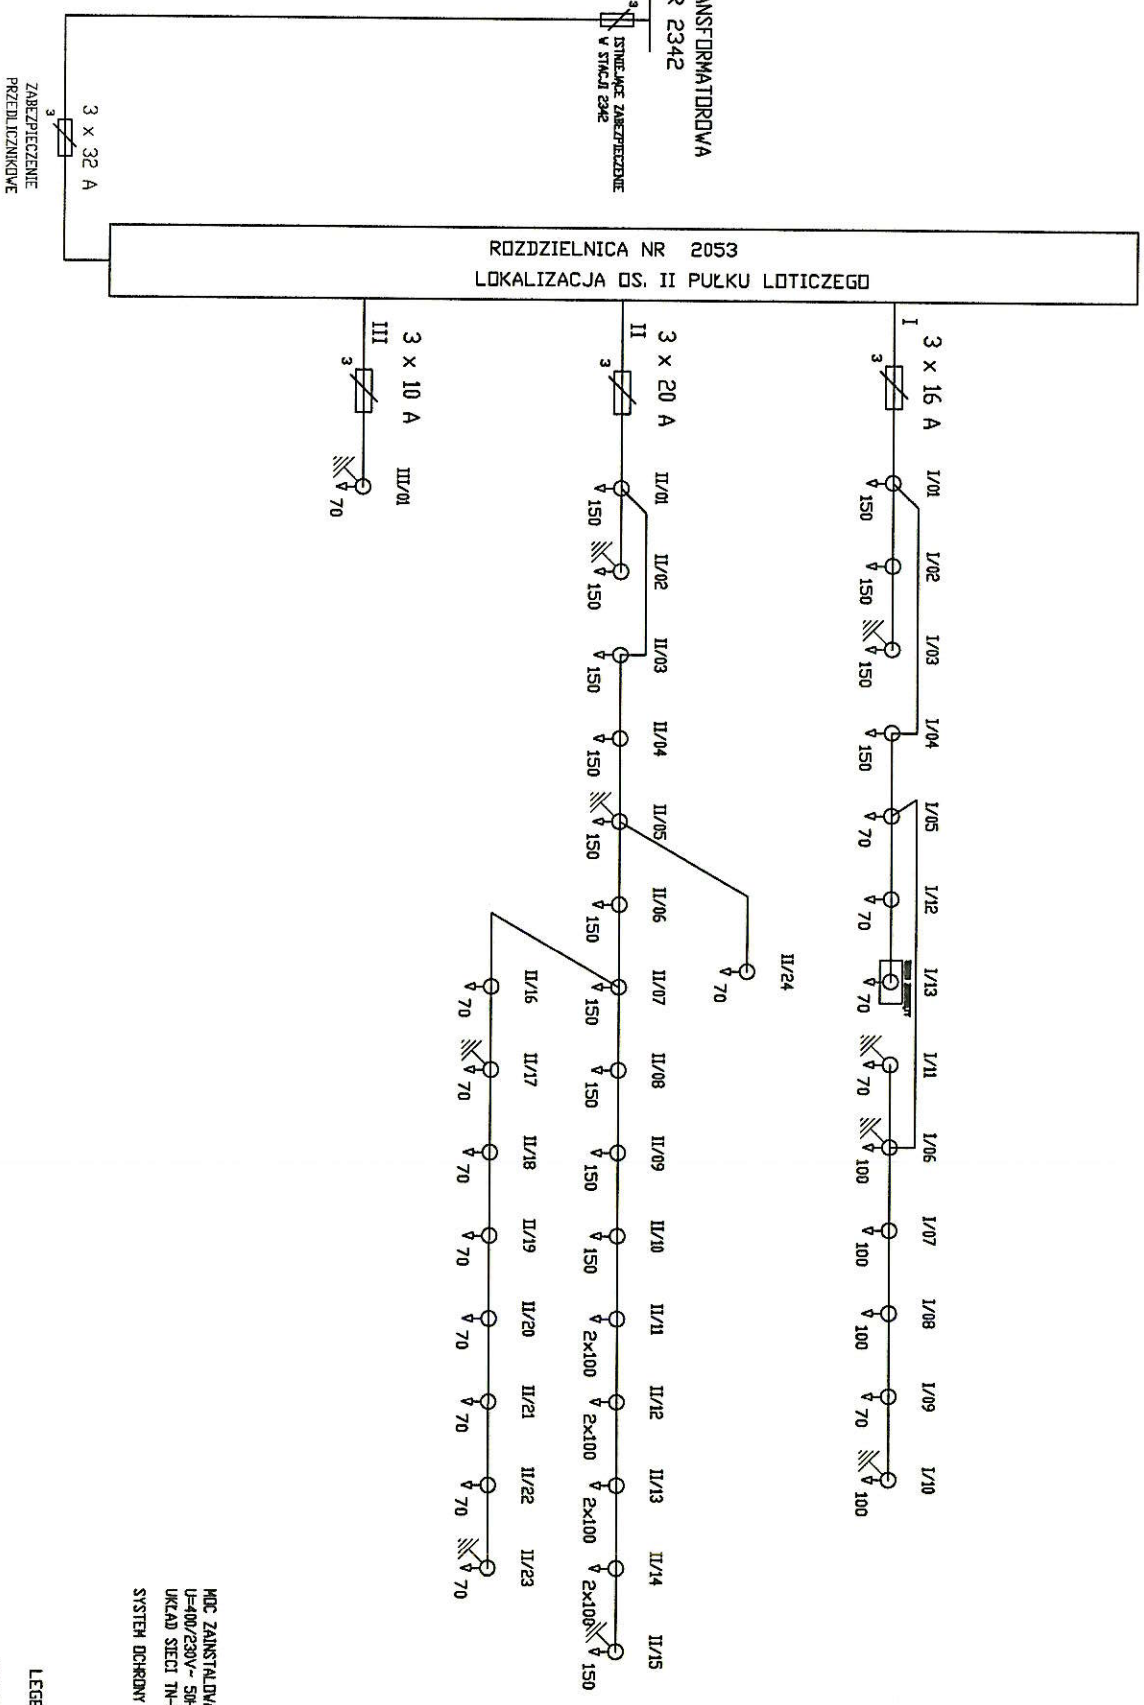 ANSFORMATOROWA
R 2342
3
ISTNIEJĄCE ZABEZPIECZENIE
W STACJI 2342
3 x 32 A
3
ZABEZPIECZENIE
PRZEDLICZNIKOWE
ROZDZIELNICA NR 2053
LOKALIZACJA OS. II PUŁKU LOTICZEGO
I
3 x 16 A
3
I/01
I/02
I/03
I/04
I/05
I/12
I/13
I/11
I/06
I/07
I/08
I/09
I/10
150
150
150
150
70
70
70
70
100
100
100
70
100
II/24
70
II
3 x 20 A
3
II/01
II/02
II/03
II/04
II/05
II/06
II/07
II/08
II/09
II/10
II/11
II/12
II/13
II/14
II/15
150
150
150
150
150
150
150
150
150
150
2x100
2x100
2x100
2x100
150
II/16
II/17
II/18
II/19
II/20
II/21
II/22
II/23
70
70
70
70
70
70
70
70
III
3 x 10 A
3
III/01
70
MOC ZAINSTALOWA
U=400/230V~ 50H
UKŁAD SIECI TN-
SYSTEM OCHRONY
LEGE